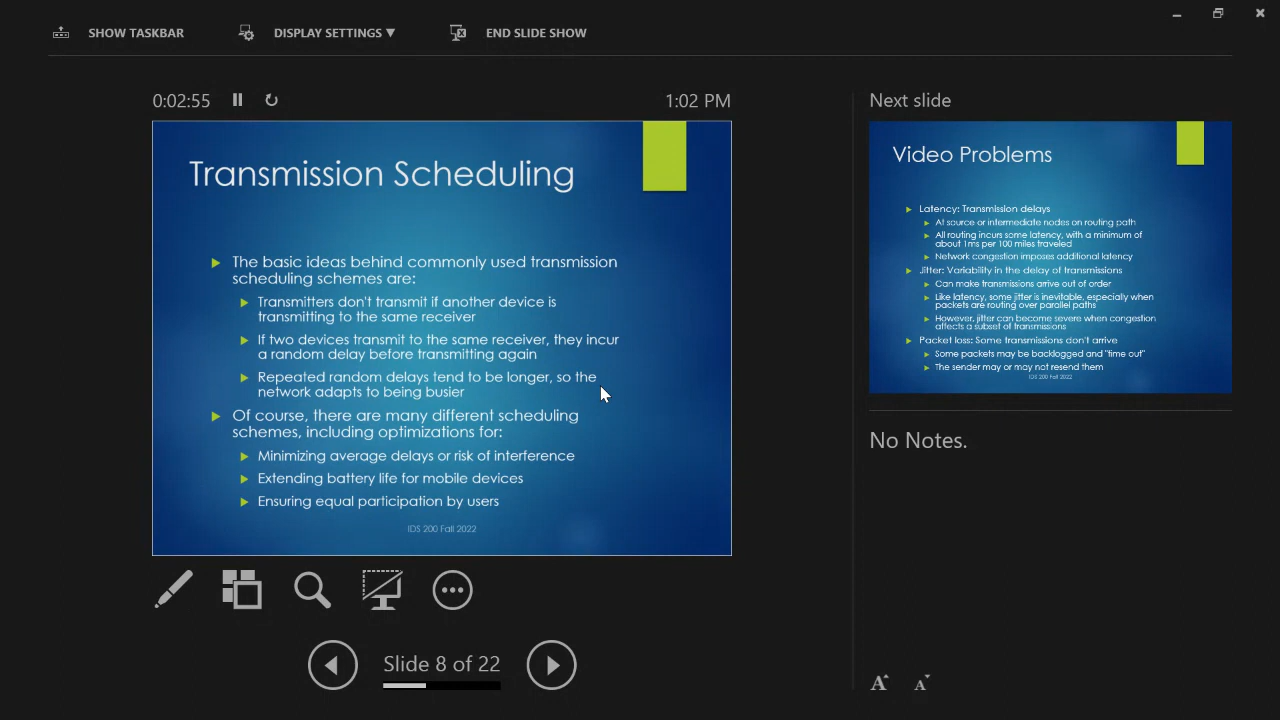 SHOW TASKBAR
DISPLAY SETTINGS ▼
END SLIDE SHOW
0:02:55
1:02 PM
Transmission Scheduling
The basic ideas behind commonly used transmission
scheduling schemes are:
Transmitters don't transmit if another device is
transmitting to the same receiver
If two devices transmit to the same receiver, they incur
a random delay before transmitting again
Repeated random delays tend to be longer, so the
network adapts to being busier
Of course, there are many different scheduling
schemes, including optimizations for:
Minimizing average delays or risk of interference
Extending battery life for mobile devices
Ensuring equal participation by users
IDS 200 Fall 2022
Slide 8 of 22
Next slide
Video Problems
Latency: Transmission delays
At source or intermediate nodes on routing path
All routing incurs some latency, with a minimum of
about 1ms per 100 miles traveled
Network congestion imposes additional latency
Jitter: Variability in the delay of transmissions
Can make transmissions arrive out of order
Like latency, some jitter is inevitable, especially when
packets are routing over parallel paths
However, jitter can become severe when congestion
affects a subset of transmissions
Packet loss: Some transmissions don't arrive
Some packets may be backlogged and "time out"
The sender may or may not resend them
IDS 200 Fall 2022
No Notes.
A A